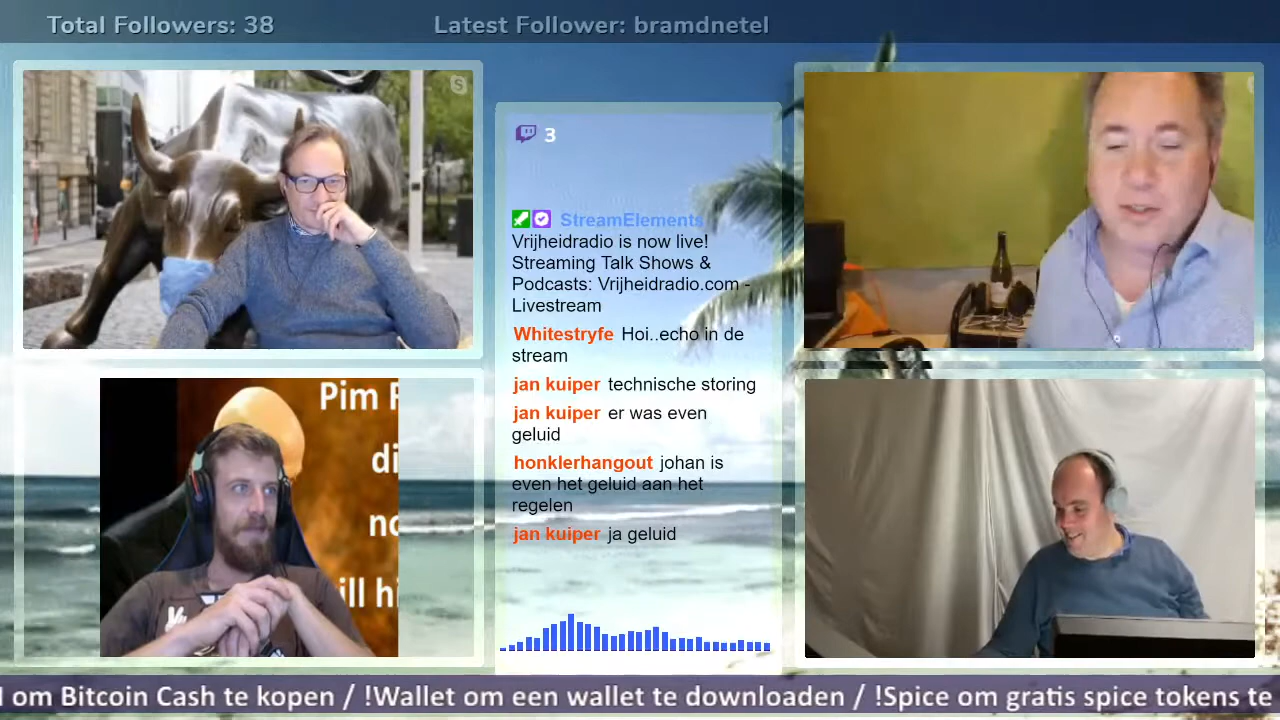 Total Followers: 38
Latest Follower: bramdnetel
3
StreamElements
Vrijheidradio is now live!
Streaming Talk Shows &
Podcasts: Vrijheidradio.com -
Livestream
Whitestryfe Hoi..echo in de
stream
jan kuiper technische storing
jan kuiper er was even
geluid
honklerhangout johan is
even het geluid aan het
regelen
jan kuiper ja geluid
Pim
di
no
ill hi
om Bitcoin Cash te kopen / !Wallet om een wallet te downloaden / !Spice om gratis spice tokens te